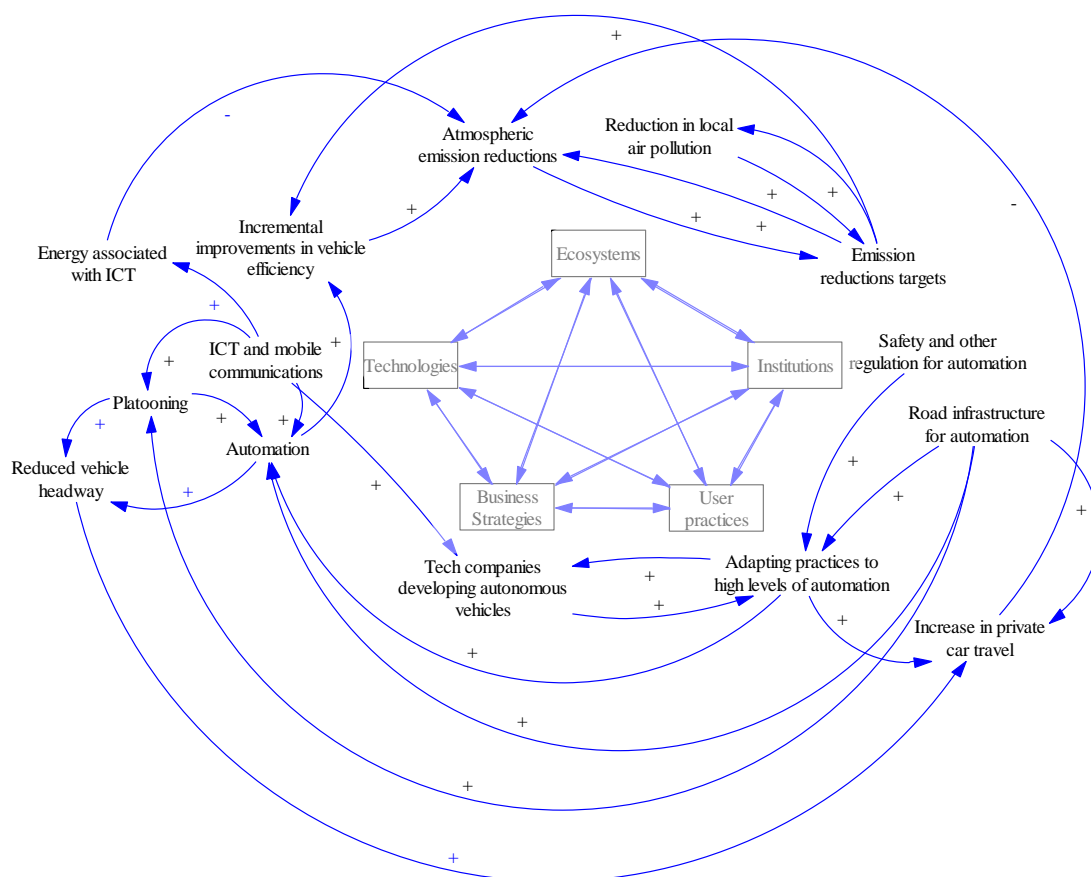 +
-
Atmospheric
emission reductions
Reduction in local
air pollution
+
+
+
+
+
-
Incremental
improvements in vehicle
efficiency
Energy associated
with ICT
Ecosystems
Emission
reductions targets
+
ICT and mobile
communications
+
+
Technologies
Institutions
Safety and other
regulation for automation
Platooning
+
+
+
Automation
Road infrastructure
for automation
Reduced vehicle
headway
+
+
+
+
+
Business
Strategies
User
practices
Tech companies
developing autonomous
vehicles
+
+
Adapting practices to
high levels of automation
+
Increase in private
car travel
+
+
+
+